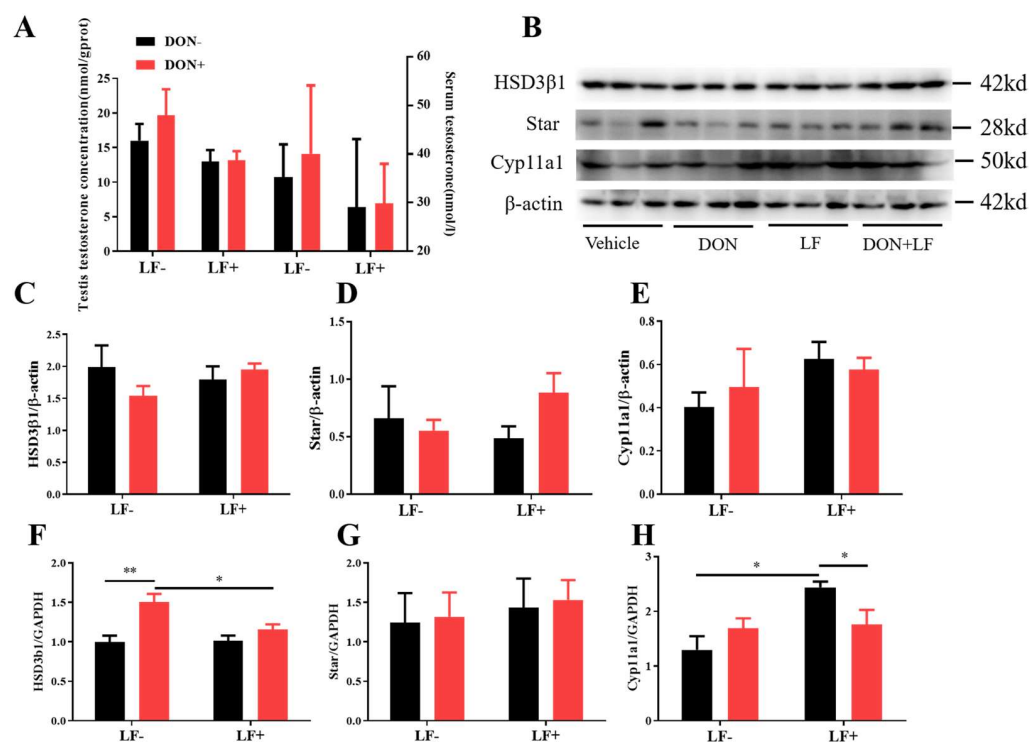 A
DON-
DON+
Testis testosterone concentration(nmol/gprot)
25
20
15
10
5
0
60
50
40
30
20
Serum testosterone(nmol/l)
LF-
LF+
LF-
LF+
B
HSD3β1
42kd
Star
28kd
Cyp11a1
50kd
β-actin
42kd
Vehicle
DON
LF
DON+LF
C
HSD3β1/β-actin
2.5
2.0
1.5
1.0
0.5
0.0
LF-
LF+
D
Star/β-actin
1.5
1.0
0.5
0.0
LF-
LF+
E
Cyp11a1/β-actin
0.8
0.6
0.4
0.2
0.0
LF-
LF+
F
HSD3b1/GAPDH
2.0
1.5
1.0
0.5
0.0
**
*
LF-
LF+
G
Star/GAPDH
2.0
1.5
1.0
0.5
0.0
LF-
LF+
H
Cyp11a1/GAPDH
3
2
1
0
*
*
LF-
LF+